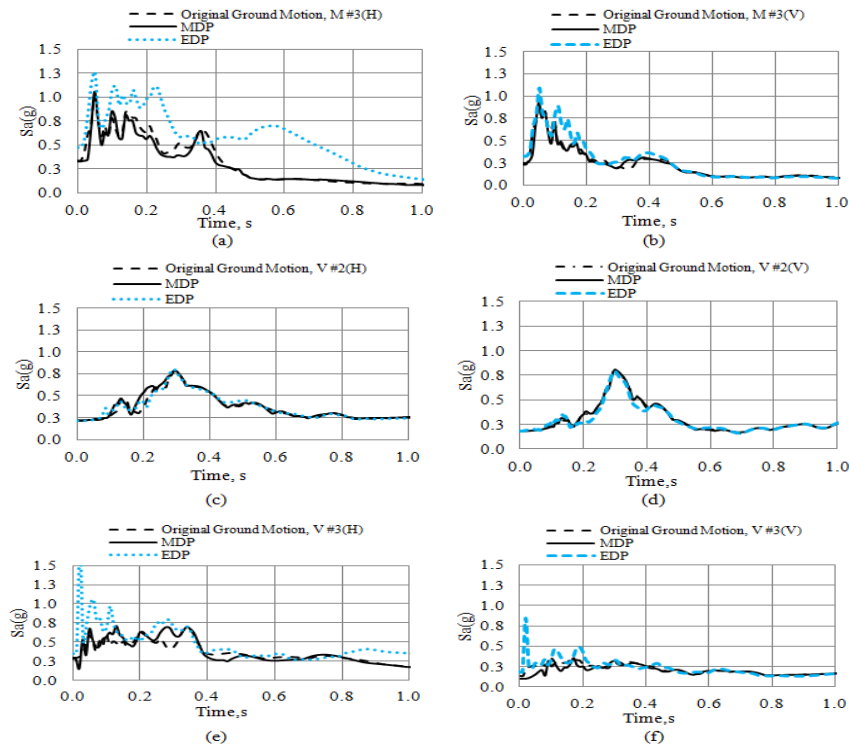 Original Ground Motion, M #3(H)
MDP
EDP
1.5
1.3
1.0
0.8
0.5
0.3
0.0
Sa(g)
0.0 0.2 0.4 0.6 0.8 1.0
Time, s
(a)
Original Ground Motion, M #3(V)
MDP
EDP
1.5
1.3
1.0
0.8
0.5
0.3
0.0
Sa(g)
0.0 0.2 0.4 0.6 0.8 1.0
Time, s
(b)
Original Ground Motion, V #2(H)
MDP
EDP
1.5
1.3
1.0
0.8
0.5
0.3
0.0
Sa(g)
0.0 0.2 0.4 0.6 0.8 1.0
Time, s
(c)
Original Ground Motion, V #2(V)
MDP
EDP
1.5
1.3
1.0
0.8
0.5
0.3
0.0
Sa(g)
0.0 0.2 0.4 0.6 0.8 1.0
Time,s
(d)
Original Ground Motion, V #3(H)
MDP
EDP
1.5
1.3
1.0
0.8
0.5
0.3
0.0
Sa(g)
0.0 0.2 0.4 0.6 0.8 1.0
Time,s
(e)
Original Ground Motion, V #3(V)
MDP
EDP
1.5
1.3
1.0
0.8
0.5
0.3
0.0
Sa(g)
0.0 0.2 0.4 0.6 0.8 1.0
Time,s
(f)